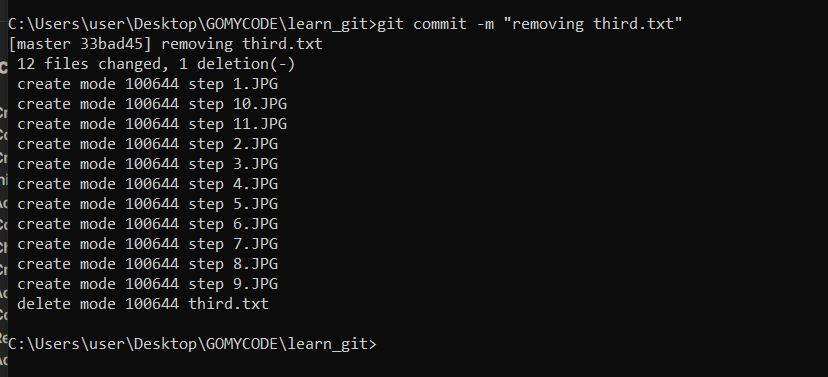 C:\Users\user\Desktop\GOMYCODE\learn_git>git commit -m "removing third.txt"
[master 33bad45] removing third.txt
 12 files changed, 1 deletion(-)
 create mode 100644 step 1.JPG
 create mode 100644 step 10.JPG
 create mode 100644 step 11.JPG
 create mode 100644 step 2.JPG
 create mode 100644 step 3.JPG
 create mode 100644 step 4.JPG
 create mode 100644 step 5.JPG
 create mode 100644 step 6.JPG
 create mode 100644 step 7.JPG
 create mode 100644 step 8.JPG
 create mode 100644 step 9.JPG
 delete mode 100644 third.txt
C:\Users\user\Desktop\GOMYCODE\learn_git>